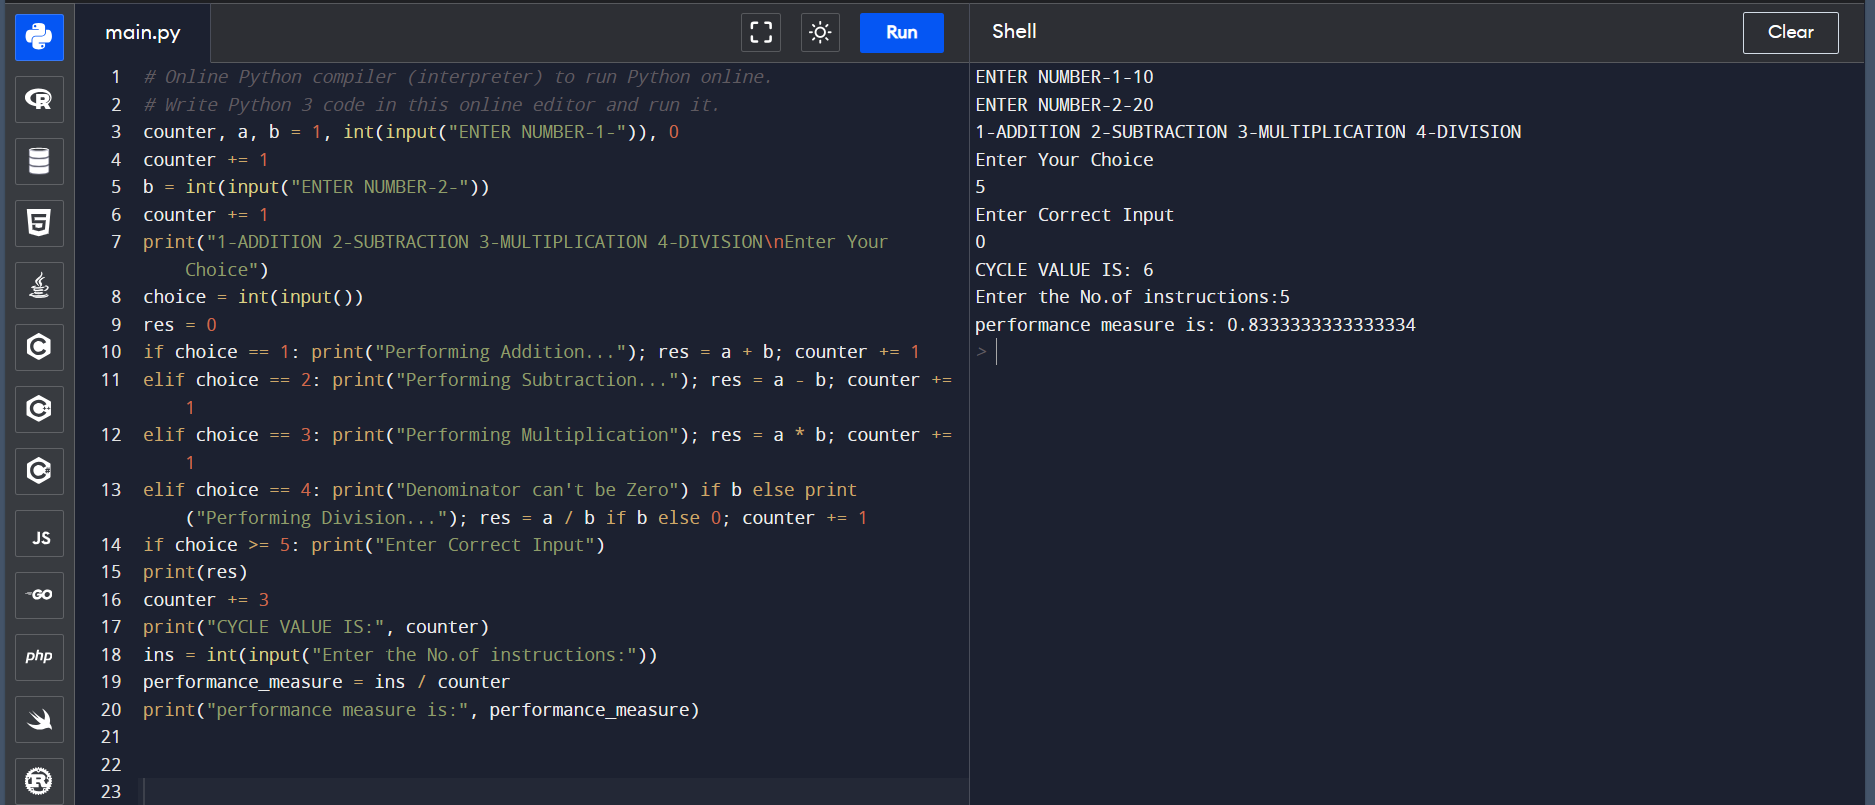 main.py
Run
Shell
Clear
1 # Online Python compiler (interpreter) to run Python online.
2 # Write Python 3 code in this online editor and run it.
3 counter, a, b = 1, int(input("ENTER NUMBER-1-")), 0
4 counter += 1
5 b = int(input("ENTER NUMBER-2-"))
6 counter += 1
7 print("1-ADDITION 2-SUBTRACTION 3-MULTIPLICATION 4-DIVISION\nEnter Your
Choice")
8 choice = int(input())
9 res = 0
10 if choice == 1: print("Performing Addition..."); res = a + b; counter += 1
11 elif choice == 2: print("Performing Subtraction..."); res = a - b; counter +=
1
12 elif choice == 3: print("Performing Multiplication"); res = a * b; counter +=
1
13 elif choice == 4: print("Denominator can't be Zero") if b else print
("Performing Division..."); res = a / b if b else 0; counter += 1
14 if choice >= 5: print("Enter Correct Input")
15 print(res)
16 counter += 3
17 print("CYCLE VALUE IS:", counter)
18 ins = int(input("Enter the No.of instructions:"))
19 performance_measure = ins / counter
20 print("performance measure is:", performance_measure)
21
22
23
ENTER NUMBER-1-10
ENTER NUMBER-2-20
1-ADDITION 2-SUBTRACTION 3-MULTIPLICATION 4-DIVISION
Enter Your Choice
5
Enter Correct Input
0
CYCLE VALUE IS: 6
Enter the No.of instructions:5
performance measure is: 0.8333333333333334
>
R
5
C
C++
C#
JS
GO
php
R